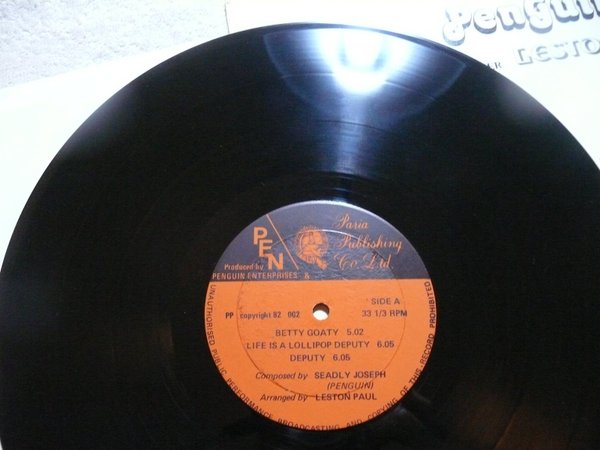 Penguin
LESTO
PEN
Paria
Publishing
Co. Ltd
Produced by
PENGUIN ENTERPRISES &
SIDE A
PP copyright 82 002
33 1/3 RPM
BETTY GOATY 5.02
LIFE IS A LOLLIPOP DEPUTY 6.05
DEPUTY 6.05
Composed by SEADLY JOSEPH
(PENGUIN)
Arranged by LESTON PAUL
UNAUTHORISED PUBLIC PERFORMANCE BROADCASTING AND COPYING OF THIS RECORD PROHIBITED